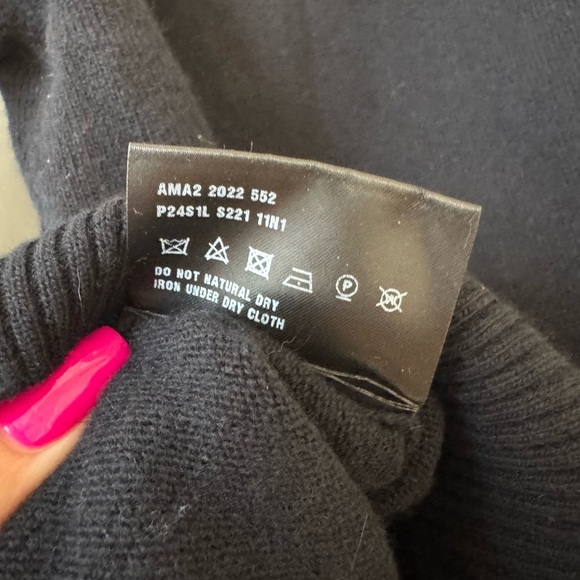 AMA2 2022 552
P24S1L S221 11N1
P
W
DO NOT NATURAL DRY
IRON UNDER DRY CLOTH